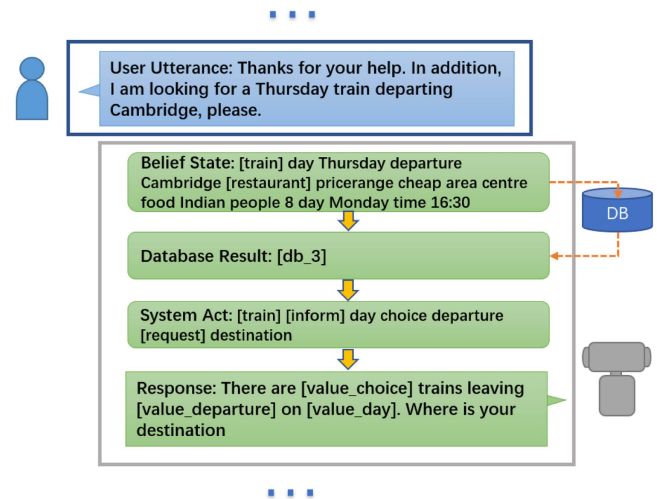 User Utterance: Thanks for your help. In addition,
I am looking for a Thursday train departing
Cambridge, please.
Belief State: [train] day Thursday departure
Cambridge [restaurant] pricerange cheap area centre
food Indian people 8 day Monday time 16:30
DB
Database Result: [db_3]
System Act: [train] [inform] day choice departure
[request] destination
Response: There are [value_choice] trains leaving
[value_departure] on [value_day]. Where is your
destination